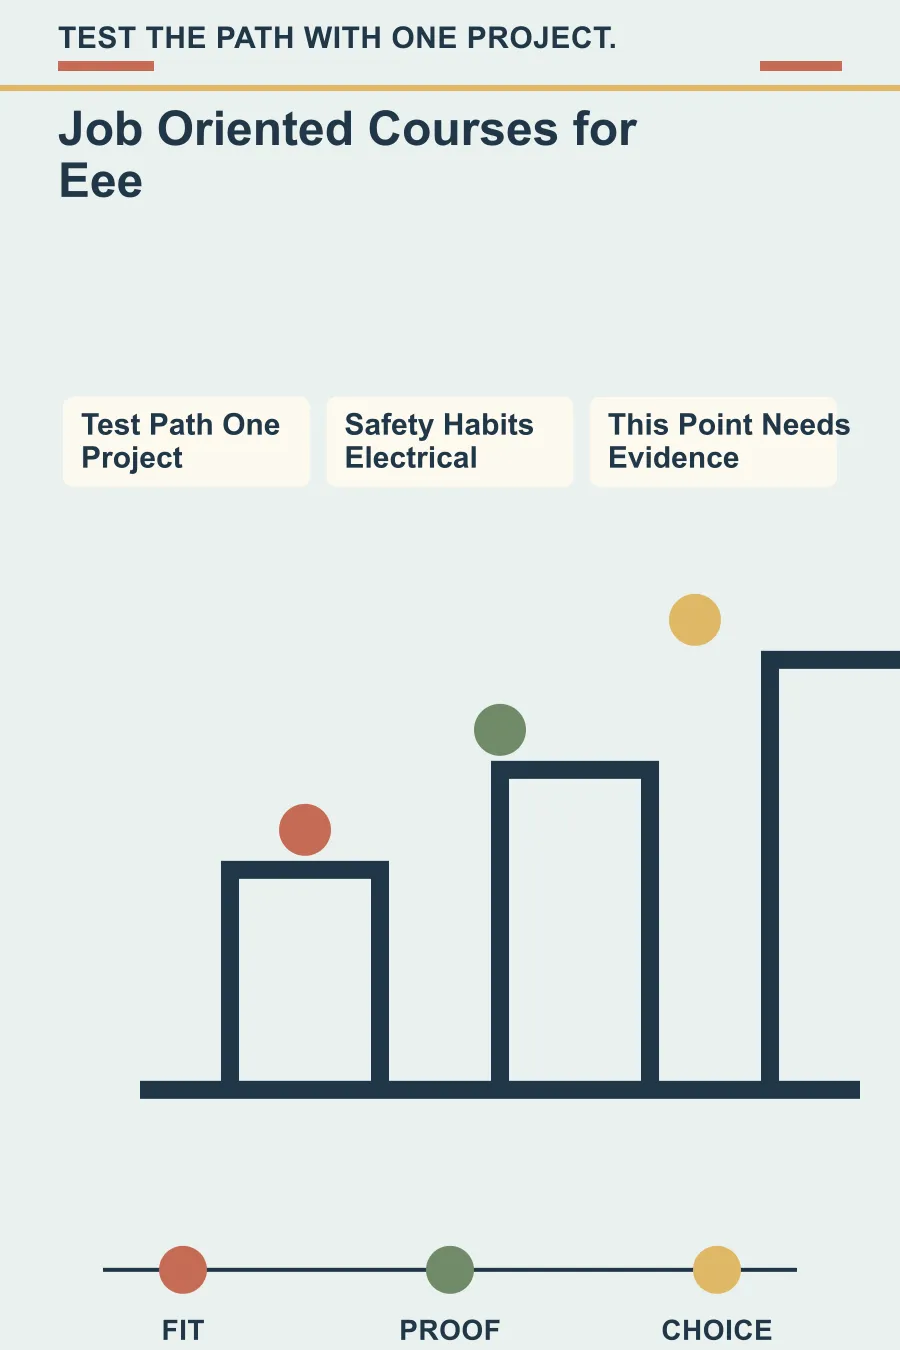 TEST THE PATH WITH ONE PROJECT.
Job Oriented Courses for
Eee
Test Path One
Project
Safety Habits
Electrical
This Point Needs
Evidence
FIT
PROOF
CHOICE